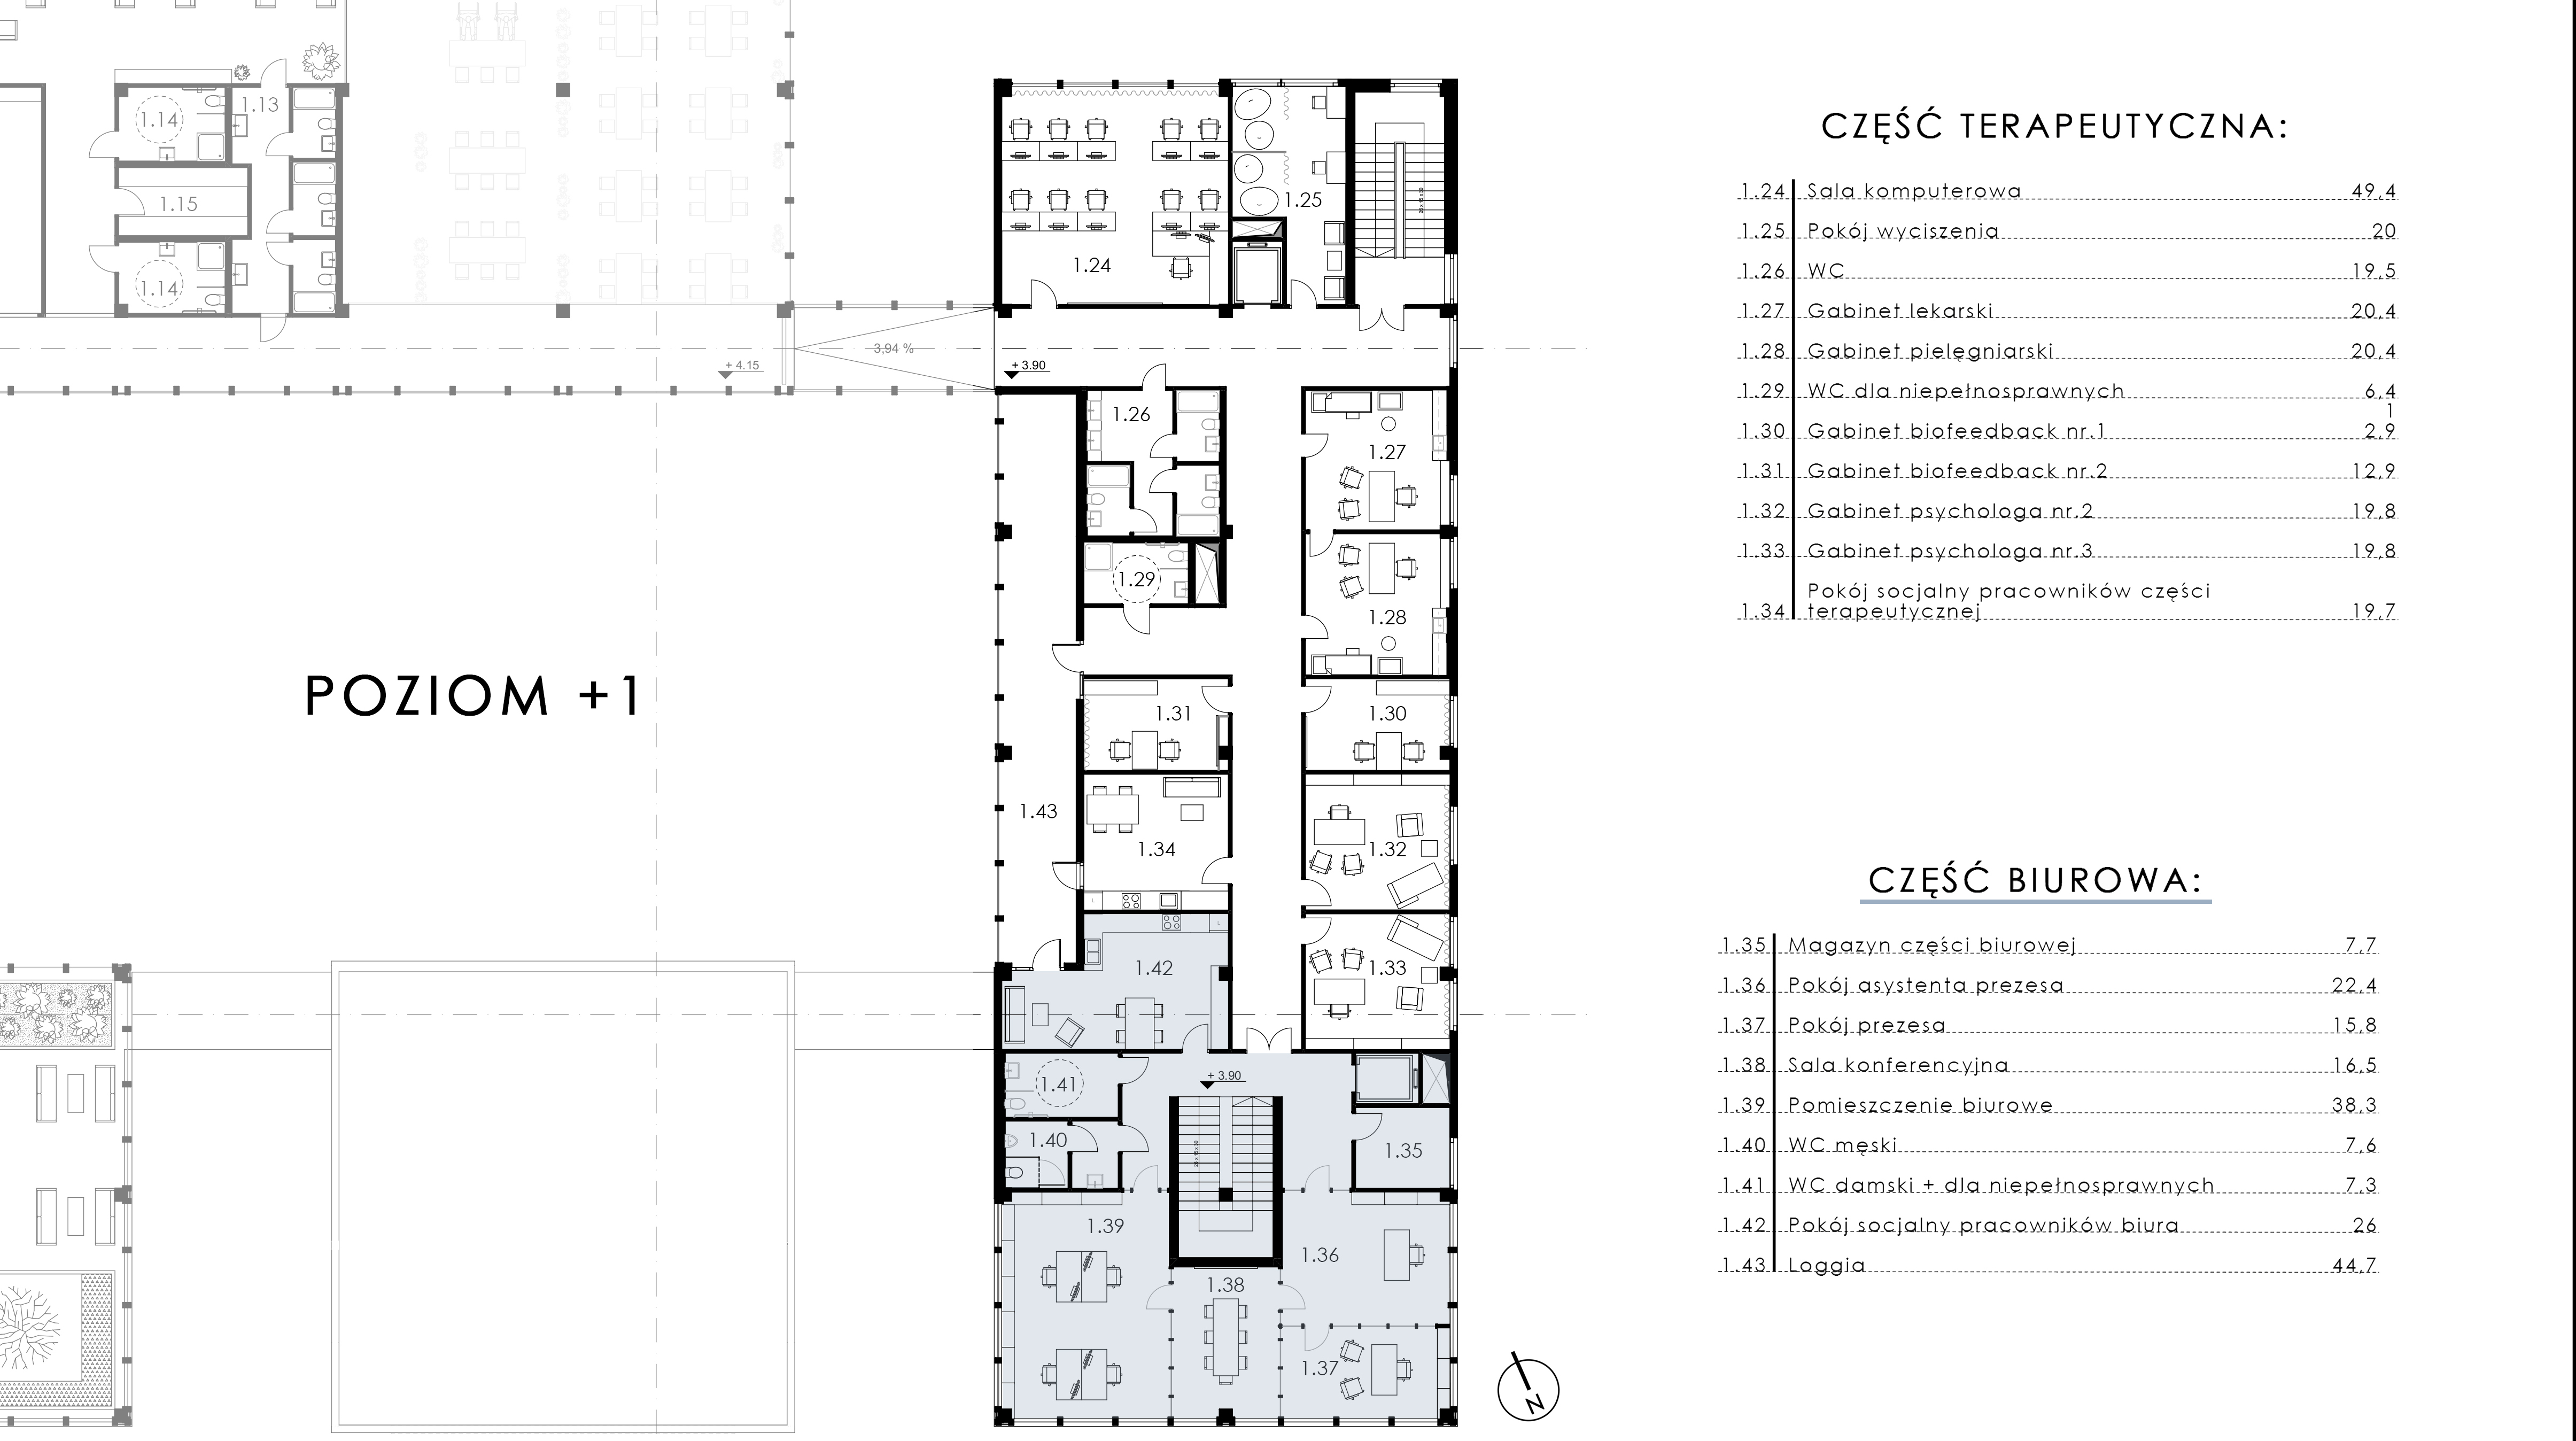 1.13
1.14
1.15
1.14
1.25
1.24
3,94 %
+ 4.15
+ 3.90
1.26
1.27
1.29
1.28
POZIOM +1
1.31
1.30
1.43
1.34
1.32
1.42
1.33
+ 3.90
1.41
1.40
1.35
1.39
1.36
1.38
1.37
N
CZĘŚĆ TERAPEUTYCZNA:
1.24 Sala komputerowa 49,4
1.25 Pokój wyciszenia 20
1.26 WC 19,5
1.27 Gabinet lekarski 20,4
1.28 Gabinet pielęgniarski 20,4
1.29 WC dla niepełnosprawnych 6,4
1
1.30 Gabinet biofeedback nr.1 2,9
1.31 Gabinet biofeedback nr.2 12,9
1.32 Gabinet psychologa nr.2 19,8
1.33 Gabinet psychologa nr.3 19,8
Pokój socjalny pracowników części
1.34 terapeutycznej 19,7
CZĘŚĆ BIUROWA:
1.35 Magazyn części biurowej 7,7
1.36 Pokój asystenta prezesa 22,4
1.37 Pokój prezesa 15,8
1.38 Sala konferencyjna 16,5
1.39 Pomieszczenie biurowe 38,3
1.40 WC męski 7,6
1.41 WC damski + dla niepełnosprawnych 7,3
1.42 Pokój socjalny pracowników biura 26
1.43 Loggia 44,7